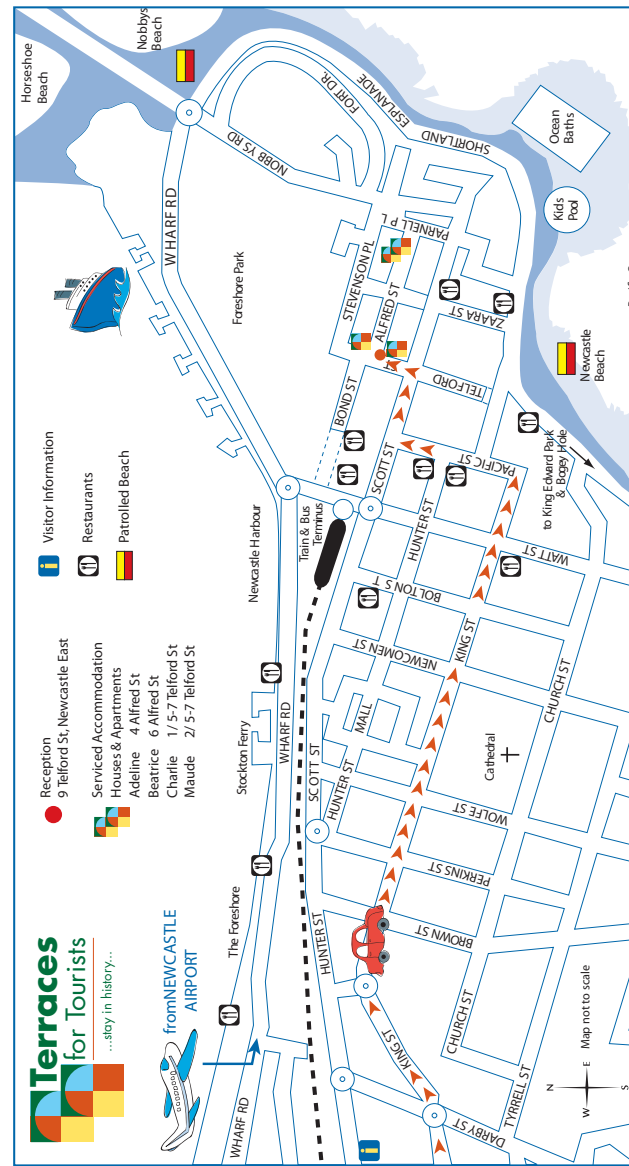 Terraces
for Tourists
...stay in history...
Reception
9 Telford St, Newcastle East
Serviced Accommodation
Houses & Apartments
Adeline 4 Alfred St
Beatrice 6 Alfred St
Charlie 1/ 5-7 Telford St
Maude 2/ 5-7 Telford St
i Visitor Information
Restaurants
Patrolled Beach
Horseshoe
Beach
Nobbys
Beach
fromNEWCASTLE
AIRPORT
The Foreshore
Stockton Ferry
Newcastle Harbour
Foreshore Park
WHARF RD
WHARF RD
WHARF RD
NOBBYS RD
FORT DR.
SHORTLAND
ESPLANADE
PARNELL PL
STEVENSON PL
ALFRED ST
BOND ST
Train & Bus
Terminus
SCOTT ST
SCOTT ST
TELFORD
ZAARA ST
Ocean
Baths
Kids
Pool
Newcastle
Beach
PACIFIC ST
to King Edward Park
& Bogey Hole
HUNTER ST
HUNTER ST
HUNTER ST
WATT ST
BOLTON ST
NEWCOMEN ST
KING ST
KING ST
MALL
CHURCH ST
CHURCH ST
Cathedral
WOLFE ST
PERKINS ST
BROWN ST
TYRRELL ST
DARBY ST
i
N
W E
S
Map not to scale